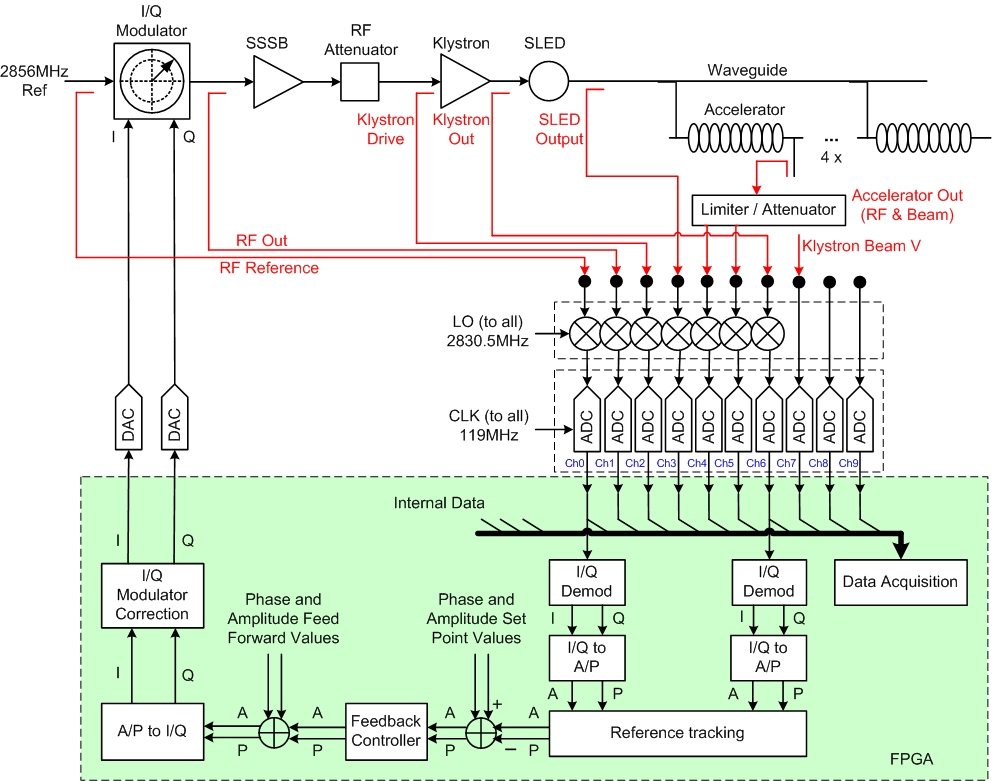 I/Q
Modulator
SSSB
RF
Attenuator
Klystron
SLED
2856MHz
Ref
Waveguide
Accelerator
...
4 x
I
Q
Klystron
Drive
Klystron
Out
SLED
Output
Limiter / Attenuator
Accelerator Out
(RF & Beam)
RF Out
RF Reference
Klystron Beam V
LO (to all)
2830.5MHz
DAC
DAC
CLK (to all)
119MHz
ADC
ADC
ADC
ADC
ADC
ADC
ADC
ADC
ADC
ADC
Ch0
Ch1
Ch2
Ch3
Ch4
Ch5
Ch6
Ch7
Ch8
Ch9
Internal Data
I
Q
I/Q
Modulator
Correction
I/Q
Demod
I/Q
Demod
Data Acquisition
Phase and
Amplitude Feed
Forward Values
Phase and
Amplitude Set
Point Values
I
Q
I
Q
I/Q to
A/P
I/Q to
A/P
I
Q
A
P
A
P
A/P to I/Q
A
P
A
P
Feedback
Controller
A
P
+
−
A
P
Reference tracking
FPGA